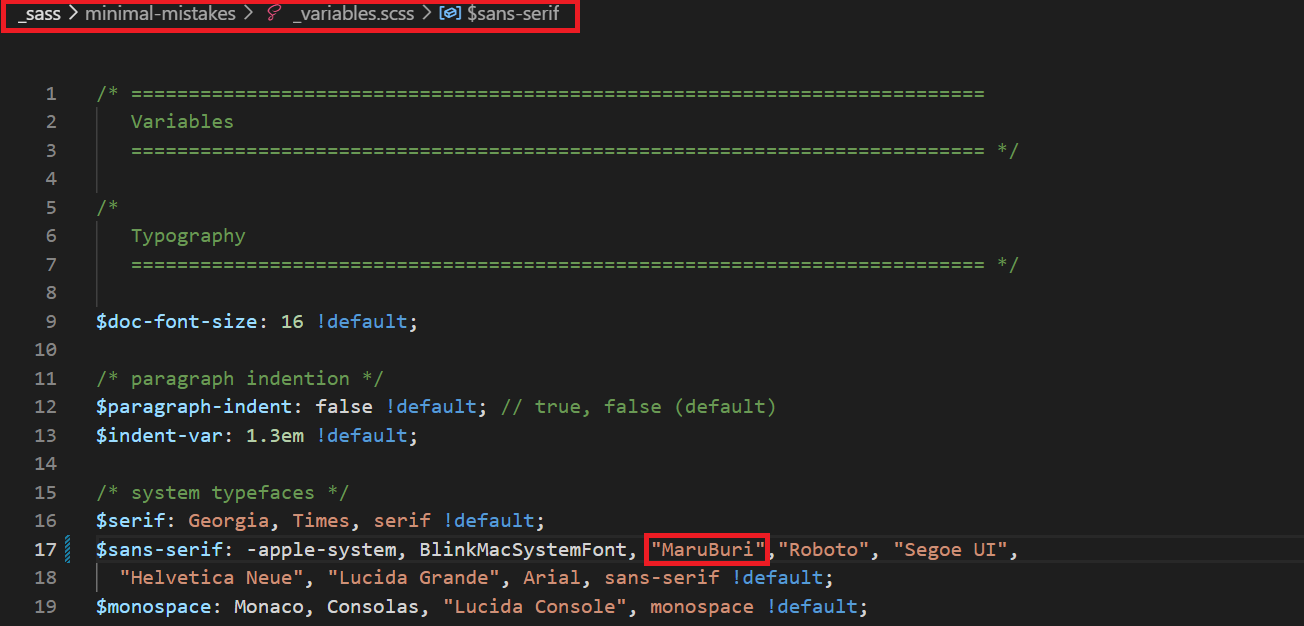 _sass > minimal-mistakes > _variables.scss > $sans-serif
1 /* ==========================================================================
2 Variables
3 ========================================================================== */
4
5 /*
6 Typography
7 ========================================================================== */
8
9 $doc-font-size: 16 !default;
10
11 /* paragraph indention */
12 $paragraph-indent: false !default; // true, false (default)
13 $indent-var: 1.3em !default;
14
15 /* system typefaces */
16 $serif: Georgia, Times, serif !default;
17 $sans-serif: -apple-system, BlinkMacSystemFont, "MaruBuri","Roboto", "Segoe UI",
18 "Helvetica Neue", "Lucida Grande", Arial, sans-serif !default;
19 $monospace: Monaco, Consolas, "Lucida Console", monospace !default;